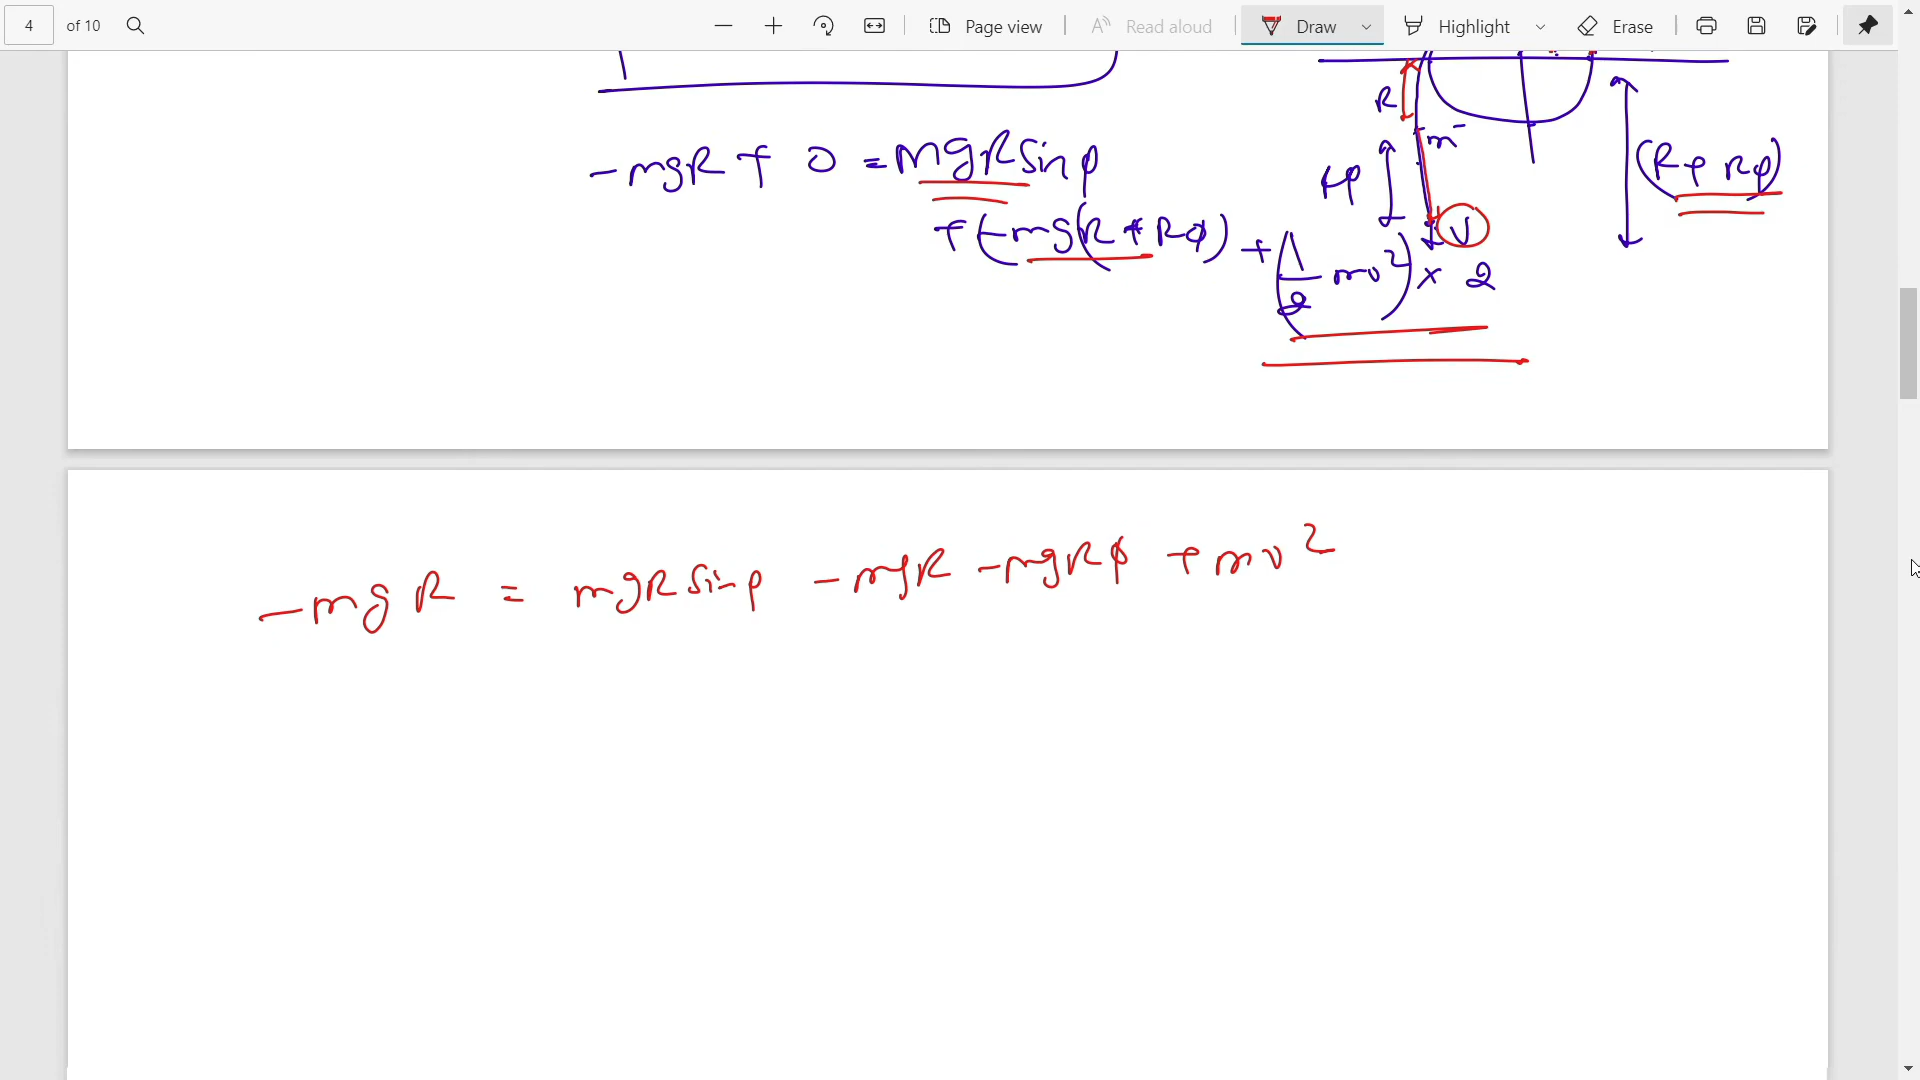 4 of 10 Page view Read aloud Draw Highlight Erase
R
-mgR + 0 = mgR sin φ
m
Rφ
(R + Rφ)
+ (-mg(R + Rφ) + (1/2 mv²) × 2
v
-mgR = mgR sin φ - mgR - mgRφ + mv²